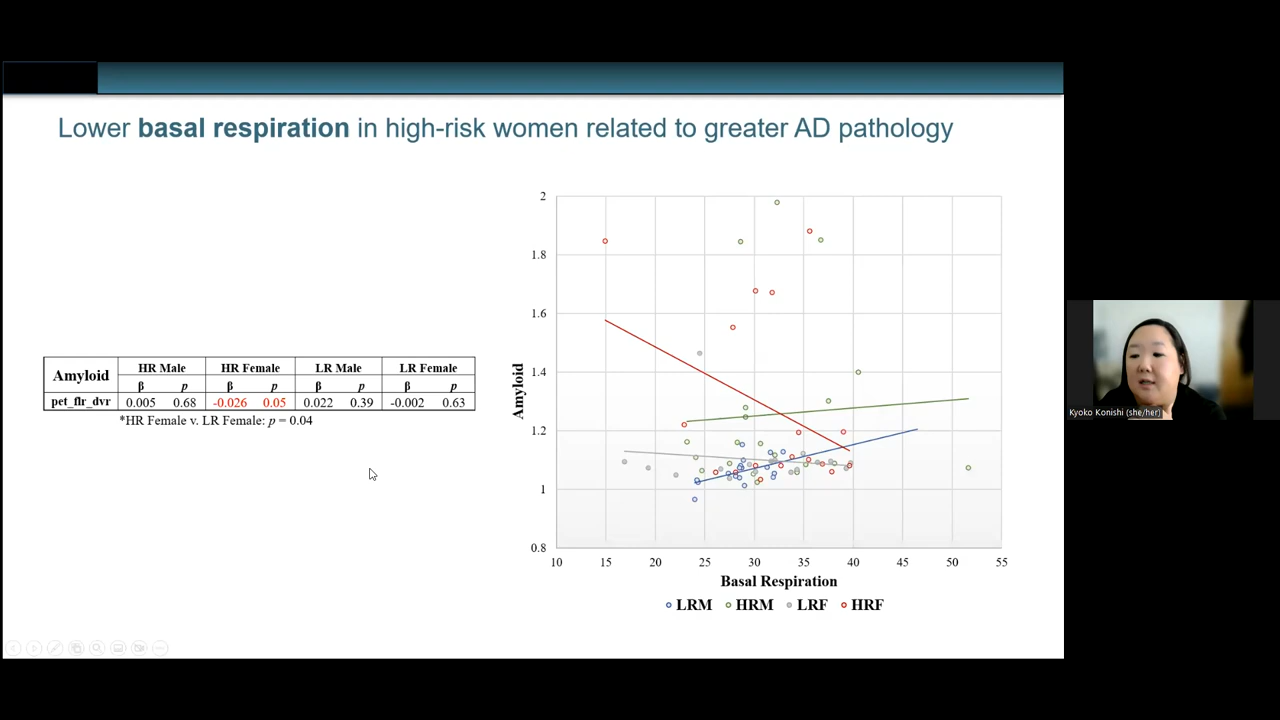 Lower basal respiration in high-risk women related to greater AD pathology
Amyloid
HR Male
HR Female
LR Male
LR Female
β p β p β p β p
pet_flr_dvr 0.005 0.68 -0.026 0.05 0.022 0.39 -0.002 0.63
*HR Female v. LR Female: p = 0.04
Amyloid
2
1.8
1.6
1.4
1.2
1
0.8
10 15 20 25 30 35 40 45 50 55
Basal Respiration
LRM HRM LRF HRF
Kyoko Konishi (she/her)